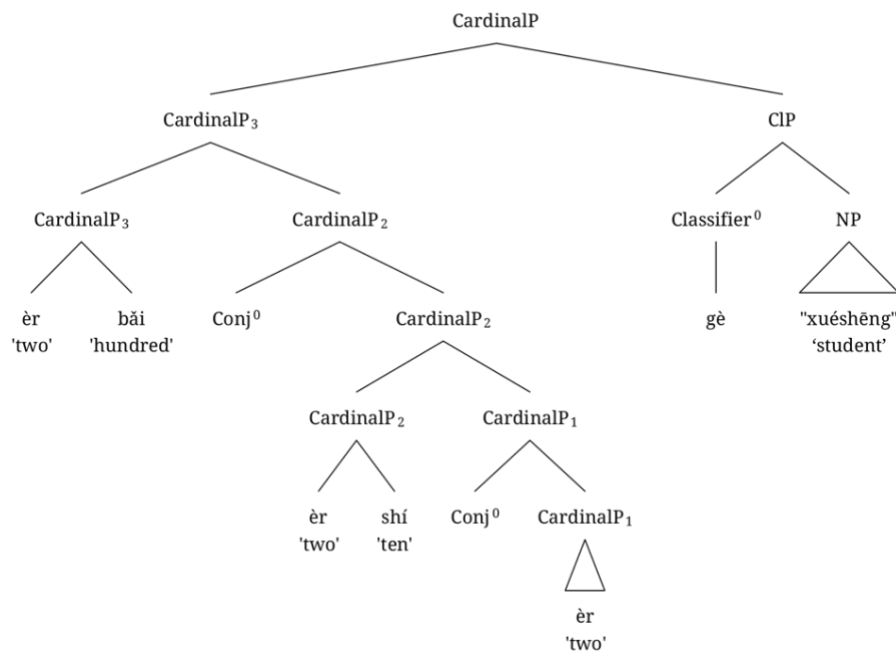 CardinalP
CardinalP₃ ClP
CardinalP₃ CardinalP₂ Classifier⁰ NP
èr bǎi Conj⁰ CardinalP₂ gè "xuéshēng"
'two' 'hundred' ‘student’
CardinalP₂ CardinalP₁
èr shí Conj⁰ CardinalP₁
'two' 'ten'
èr
'two'